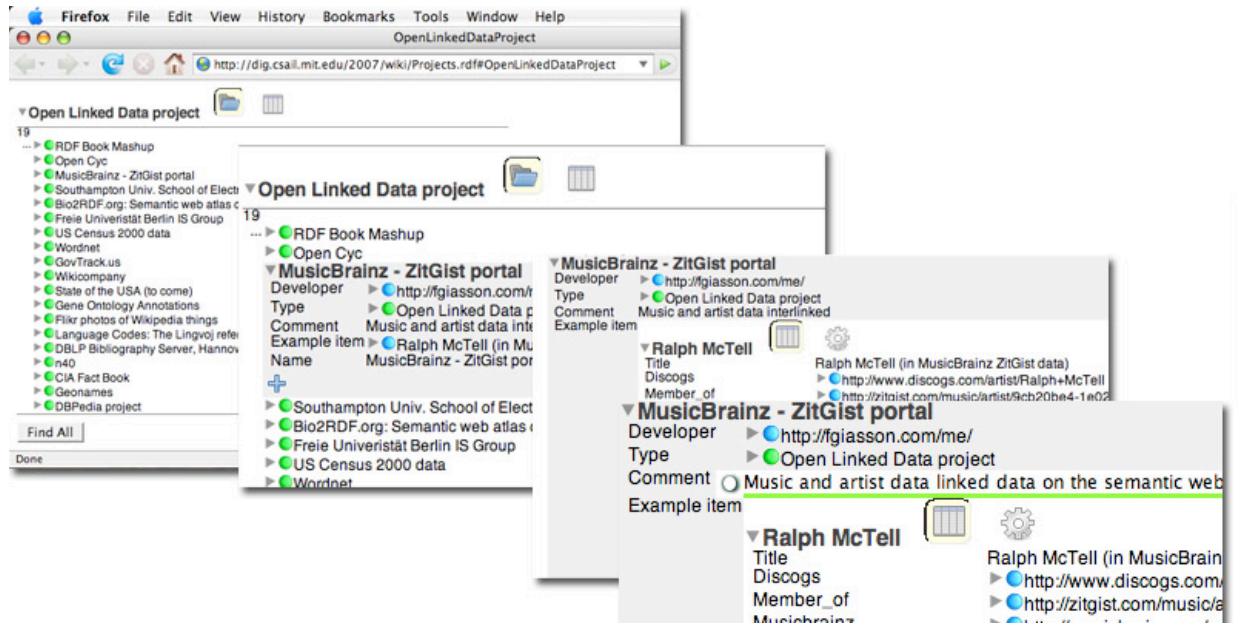 Firefox File Edit View History Bookmarks Tools Window Help
OpenLinkedDataProject
http://dig.csail.mit.edu/2007/wiki/Projects.rdf#OpenLinkedDataProject
Open Linked Data project
19
... RDF Book Mashup
Open Cyc
MusicBrainz - ZitGist portal
Southampton Univ. School of Elect
Bio2RDF.org: Semantic web atlas
Freie Univeristät Berlin IS Group
US Census 2000 data
Wordnet
GovTrack.us
Wikicompany
State of the USA (to come)
Gene Ontology Annotations
Flikr photos of Wikipedia things
Language Codes: The Lingvoj refe
DBLP Bibliography Server, Hannov
n40
CIA Fact Book
Geonames
DBPedia project
Find All
Done
Open Linked Data project
19
... RDF Book Mashup
Open Cyc
MusicBrainz - ZitGist portal
Developer http://fgiasson.com/
Type Open Linked Data p
Comment Music and artist data inte
Example item Ralph McTell (in Mu
Name MusicBrainz - ZitGist por
Southampton Univ. School of Elect
Bio2RDF.org: Semantic web atlas
Freie Univeristät Berlin IS Group
US Census 2000 data
Wordnet
MusicBrainz - ZitGist portal
Developer http://fgiasson.com/me/
Type Open Linked Data project
Comment Music and artist data interlinked
Example item
Ralph McTell
Title Ralph McTell (in MusicBrainz ZitGist data)
Discogs http://www.discogs.com/artist/Ralph+McTell
Member_of http://zitgist.com/music/artist/9cb20be4-1e02
MusicBrainz - ZitGist portal
Developer http://fgiasson.com/me/
Type Open Linked Data project
Comment Music and artist data linked data on the semantic web
Example item
Ralph McTell
Title Ralph McTell (in MusicBrain
Discogs http://www.discogs.com/
Member_of http://zitgist.com/music/a
Musicbrainz